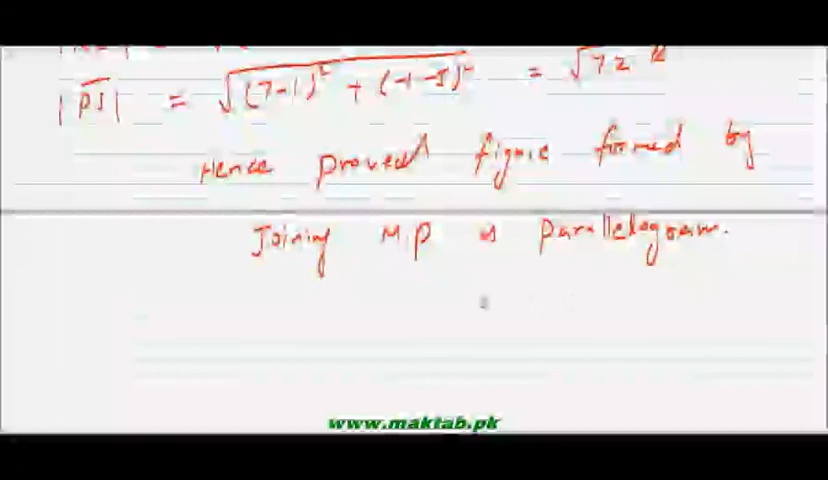 |PS| = √(7-1)² + (-1-5)² = √72
Hence proved figure formed by
Joining M.P is parallelogram.
www.maktab.pk